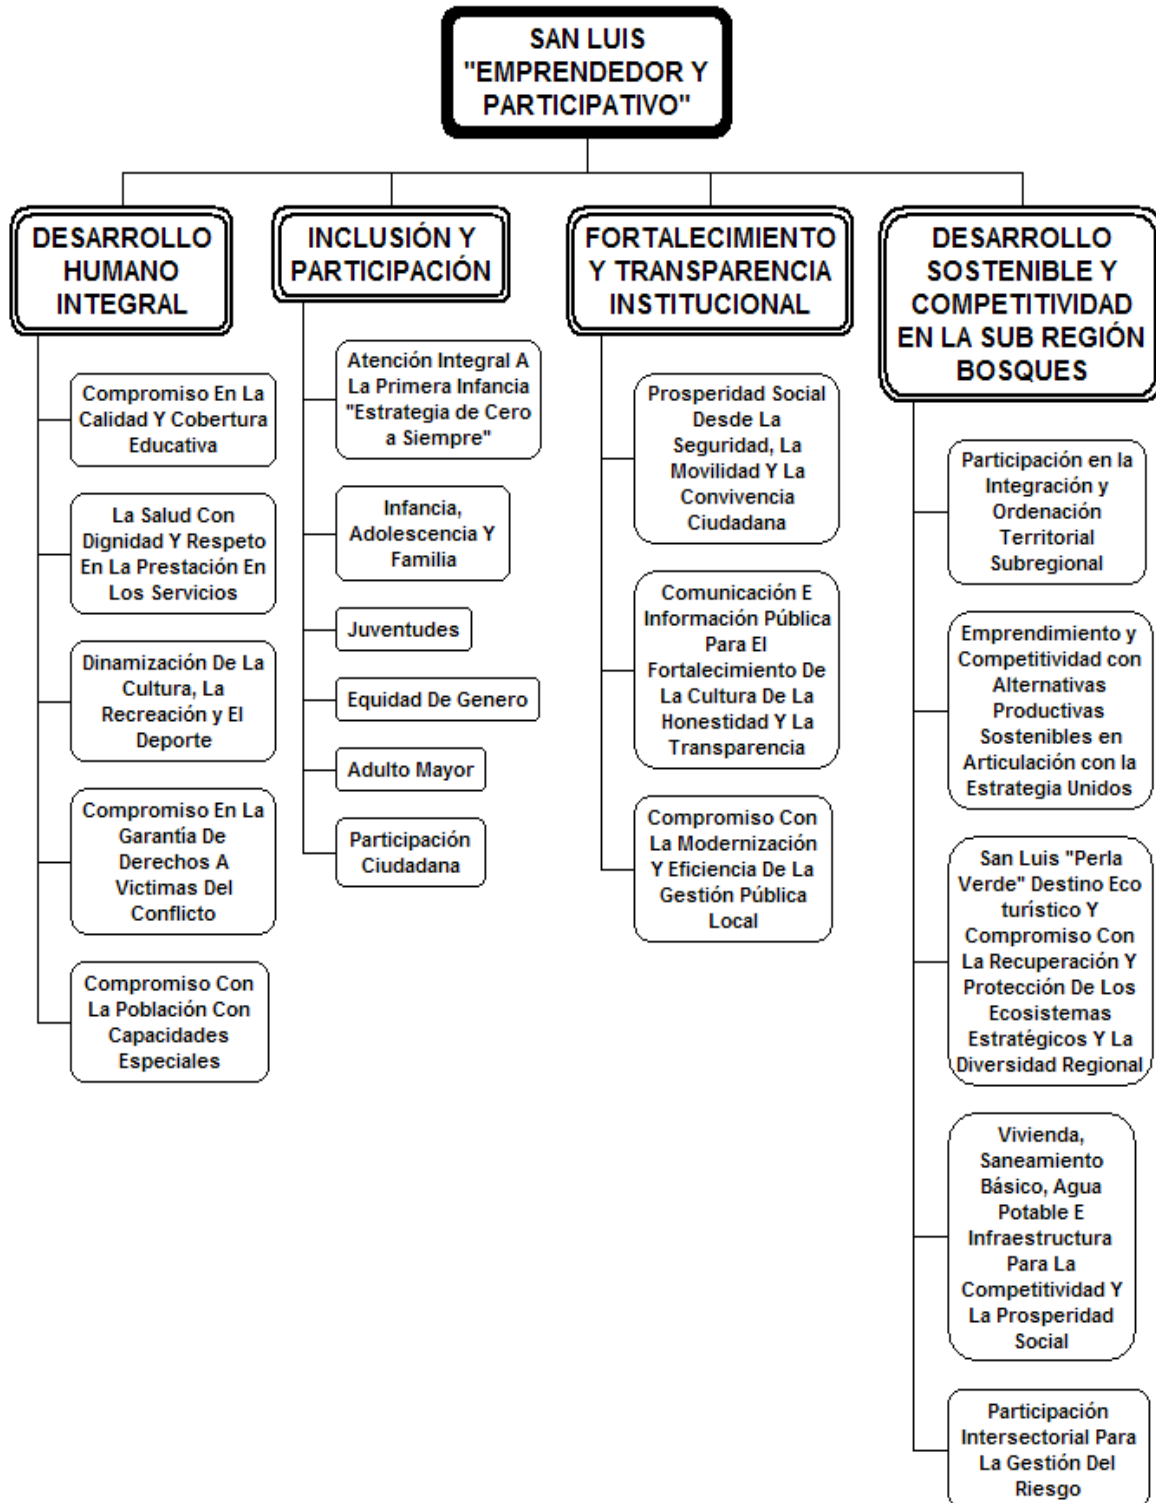 SAN LUIS
"EMPRENDEDOR Y
PARTICIPATIVO"
DESARROLLO
HUMANO
INTEGRAL
Compromiso En La
Calidad Y Cobertura
Educativa
La Salud Con
Dignidad Y Respeto
En La Prestación En
Los Servicios
Dinamización De La
Cultura, La
Recreación y El
Deporte
Compromiso En La
Garantía De
Derechos A
Victimas Del
Conflicto
Compromiso Con
La Población Con
Capacidades
Especiales
INCLUSIÓN Y
PARTICIPACIÓN
Atención Integral A
La Primera Infancia
"Estrategia de Cero
a Siempre"
Infancia,
Adolescencia Y
Familia
Juventudes
Equidad De Genero
Adulto Mayor
Participación
Ciudadana
FORTALECIMIENTO
Y TRANSPARENCIA
INSTITUCIONAL
Prosperidad Social
Desde La
Seguridad, La
Movilidad Y La
Convivencia
Ciudadana
Comunicación E
Información Pública
Para El
Fortalecimiento De
La Cultura De La
Honestidad Y La
Transparencia
Compromiso Con
La Modernización
Y Eficiencia De La
Gestión Pública
Local
DESARROLLO
SOSTENIBLE Y
COMPETITIVIDAD
EN LA SUB REGIÓN
BOSQUES
Participación en la
Integración y
Ordenación
Territorial
Subregional
Emprendimiento y
Competitividad con
Alternativas
Productivas
Sostenibles en
Articulación con la
Estrategia Unidos
San Luis "Perla
Verde" Destino Eco
turístico Y
Compromiso Con
La Recuperación Y
Protección De Los
Ecosistemas
Estratégicos Y La
Diversidad Regional
Vivienda,
Saneamiento
Básico, Agua
Potable E
Infraestructura
Para La
Competitividad Y
La Prosperidad
Social
Participación
Intersectorial Para
La Gestión Del
Riesgo